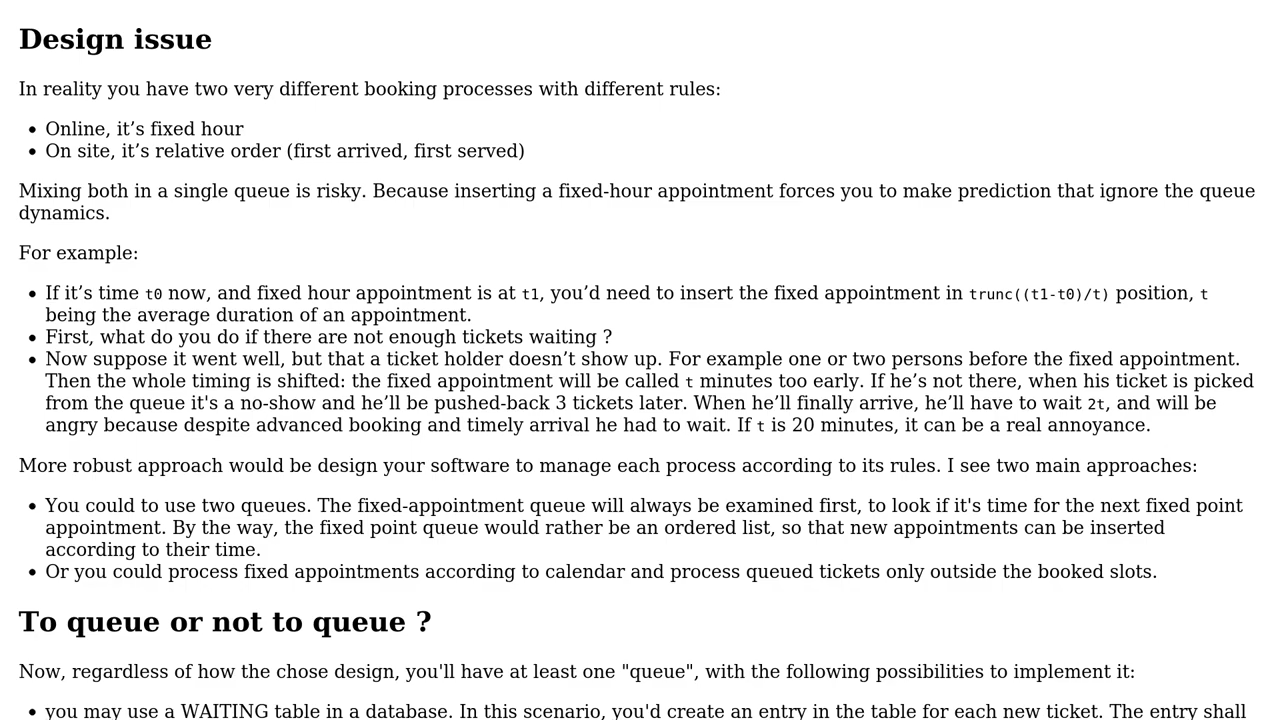 Design issue
In reality you have two very different booking processes with different rules:
• Online, it’s fixed hour
• On site, it’s relative order (first arrived, first served)
Mixing both in a single queue is risky. Because inserting a fixed-hour appointment forces you to make prediction that ignore the queue
dynamics.
For example:
• If it’s time t0 now, and fixed hour appointment is at t1, you’d need to insert the fixed appointment in trunc((t1-t0)/t) position, t
being the average duration of an appointment.
• First, what do you do if there are not enough tickets waiting ?
• Now suppose it went well, but that a ticket holder doesn’t show up. For example one or two persons before the fixed appointment.
Then the whole timing is shifted: the fixed appointment will be called t minutes too early. If he’s not there, when his ticket is picked
from the queue it's a no-show and he’ll be pushed-back 3 tickets later. When he’ll finally arrive, he’ll have to wait 2t, and will be
angry because despite advanced booking and timely arrival he had to wait. If t is 20 minutes, it can be a real annoyance.
More robust approach would be design your software to manage each process according to its rules. I see two main approaches:
• You could to use two queues. The fixed-appointment queue will always be examined first, to look if it's time for the next fixed point
appointment. By the way, the fixed point queue would rather be an ordered list, so that new appointments can be inserted
according to their time.
• Or you could process fixed appointments according to calendar and process queued tickets only outside the booked slots.
To queue or not to queue ?
Now, regardless of how the chose design, you'll have at least one "queue", with the following possibilities to implement it:
• you may use a WAITING table in a database. In this scenario, you'd create an entry in the table for each new ticket. The entry shall